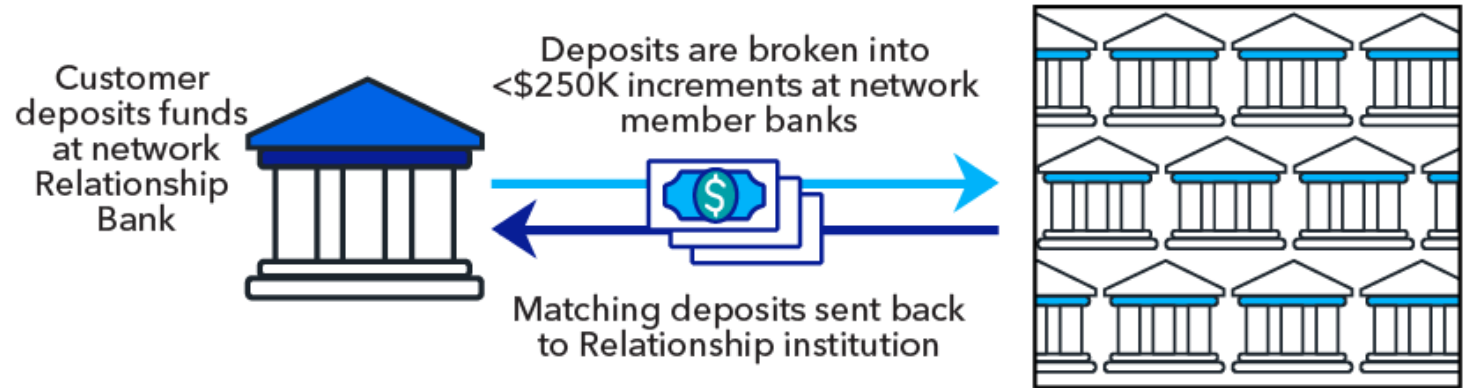 Customer
deposits funds
at network
Relationship
Bank
Deposits are broken into
<$250K increments at network
member banks
$
Matching deposits sent back
to Relationship institution